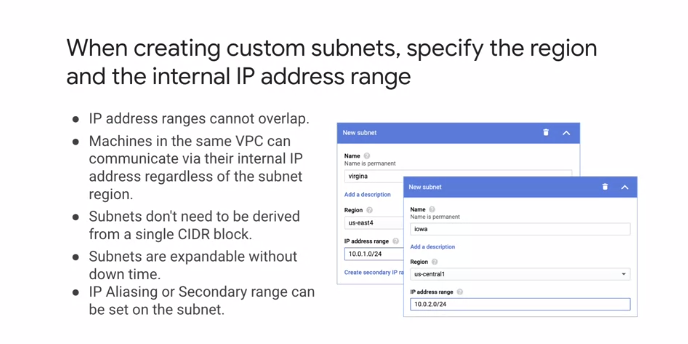 When creating custom subnets, specify the region
and the internal IP address range
● IP address ranges cannot overlap.
● Machines in the same VPC can
communicate via their internal IP
address regardless of the subnet
region.
● Subnets don't need to be derived
from a single CIDR block.
● Subnets are expandable without
down time.
● IP Aliasing or Secondary range can
be set on the subnet.
New subnet
Name
Name is permanent
virgina
Add a description
Region
us-east4
IP address range
10.0.1.0/24
Create secondary IP ra
New subnet
Name
Name is permanent
iowa
Add a description
Region
us-central1
IP address range
10.0.2.0/24